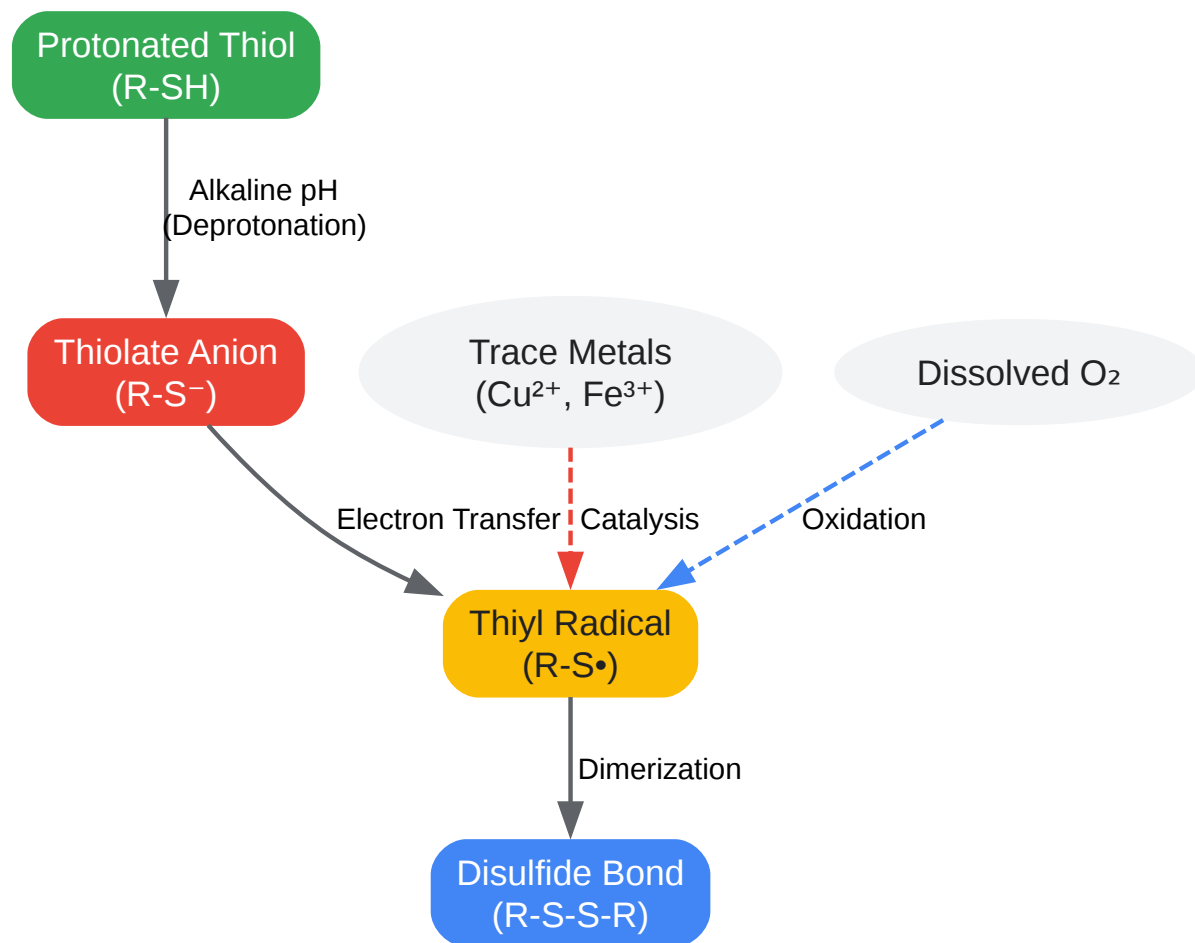 Protonated Thiol
(R-SH)
Alkaline pH
(Deprotonation)
Thiolate Anion
(R-S⁻)
Trace Metals
(Cu²⁺, Fe³⁺)
Dissolved O₂
Electron Transfer
Catalysis
Oxidation
Thiyl Radical
(R-S•)
Dimerization
Disulfide Bond
(R-S-S-R)